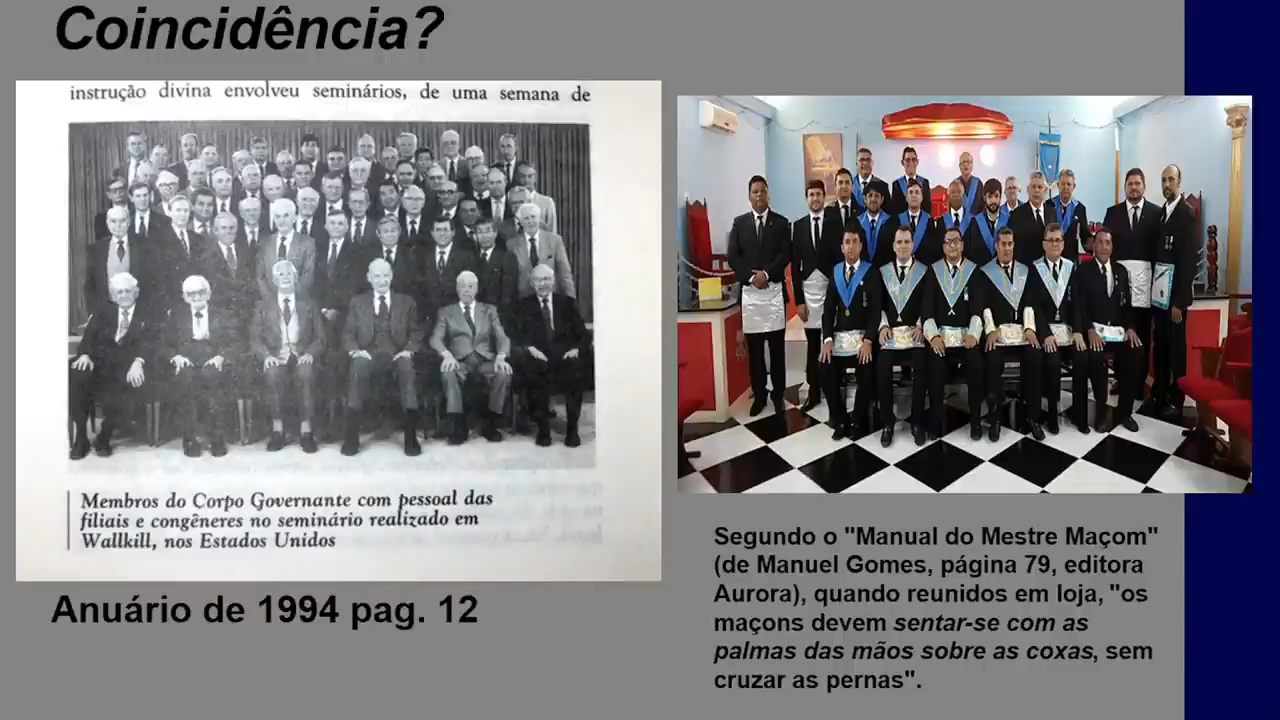 Coincidência?
instrução divina envolveu seminários, de uma semana de
Membros do Corpo Governante com pessoal das
filiais e congêneres no seminário realizado em
Wallkill, nos Estados Unidos
Anuário de 1994 pag. 12
Segundo o "Manual do Mestre Maçom"
(de Manuel Gomes, página 79, editora
Aurora), quando reunidos em loja, "os
maçons devem sentar-se com as
palmas das mãos sobre as coxas, sem
cruzar as pernas".